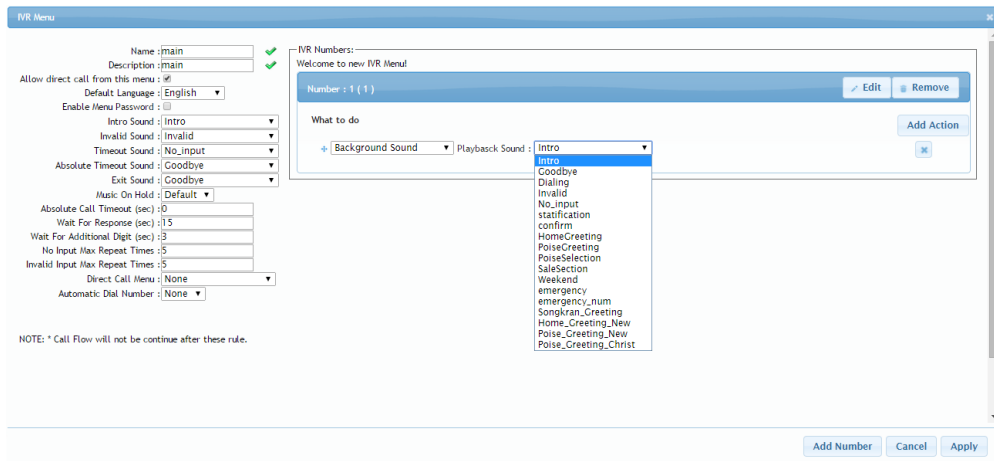 IVR Menu
Name : main
Description : main
Allow direct call from this menu :
Default Language : English
Enable Menu Password :
Intro Sound : Intro
Invalid Sound : Invalid
Timeout Sound : No_input
Absolute Timeout Sound : Goodbye
Exit Sound : Goodbye
Music On Hold : Default
Absolute Call Timeout (sec) : 0
Wait For Response (sec) : 15
Wait For Additional Digit (sec) : 3
No Input Max Repeat Times : 5
Invalid Input Max Repeat Times : 5
Direct Call Menu : None
Automatic Dial Number : None
NOTE: * Call Flow will not be continue after these rule.
IVR Numbers:
Welcome to new IVR Menu!
Number : 1 ( 1 ) Edit Remove
What to do Add Action
Background Sound Playbasck Sound : Intro
Intro
Goodbye
Dialing
Invalid
No_input
statification
confirm
HomeGreeting
PoiseGreeting
PoiseSelection
SaleSection
Weekend
emergency
emergency_num
Songkran_Greeting
Home_Greeting_New
Poise_Greeting_New
Poise_Greeting_Christ
Add Number Cancel Apply